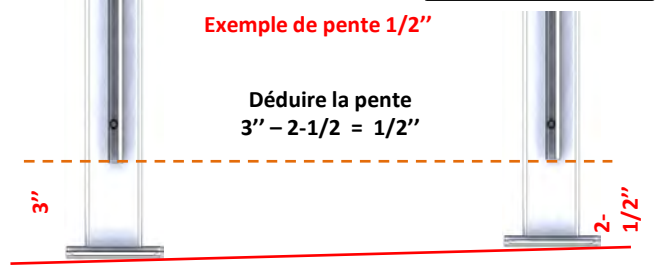 Exemple de pente 1/2’’
Déduire la pente
3’’ – 2-1/2 = 1/2’’
3’’
2-
1/2’’